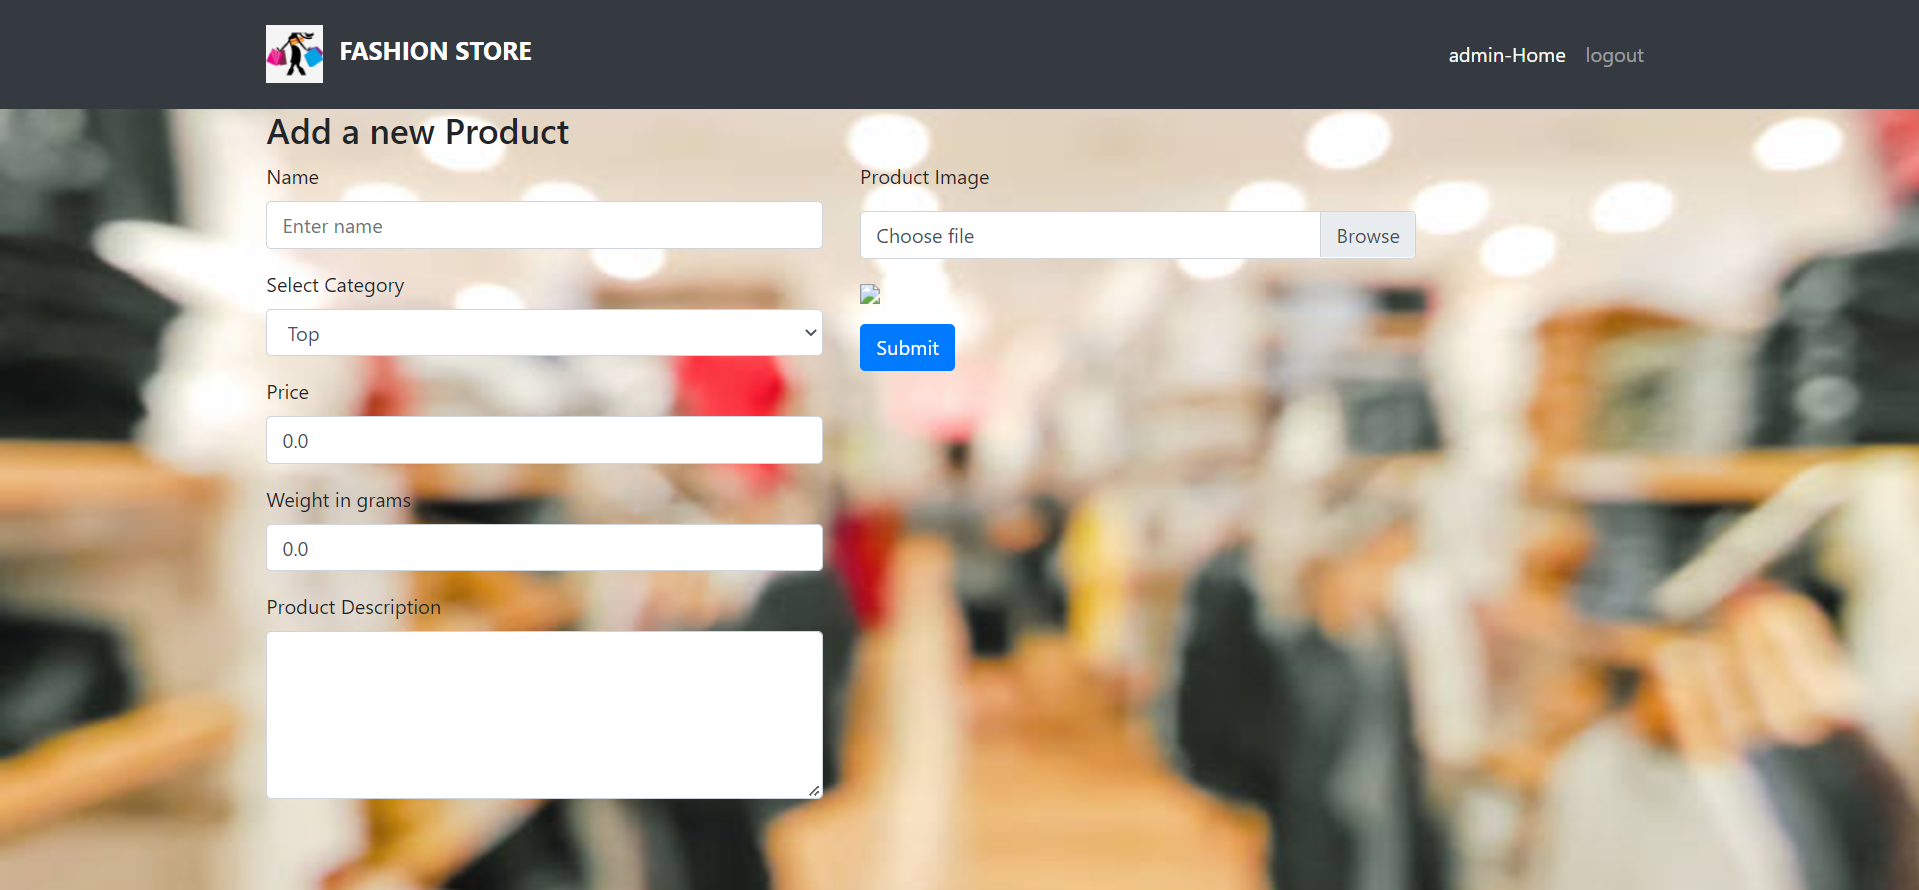 FASHION STORE
admin-Home logout
Add a new Product
Name
Enter name
Select Category
Top
Price
0.0
Weight in grams
0.0
Product Description
Product Image
Choose file Browse
Submit